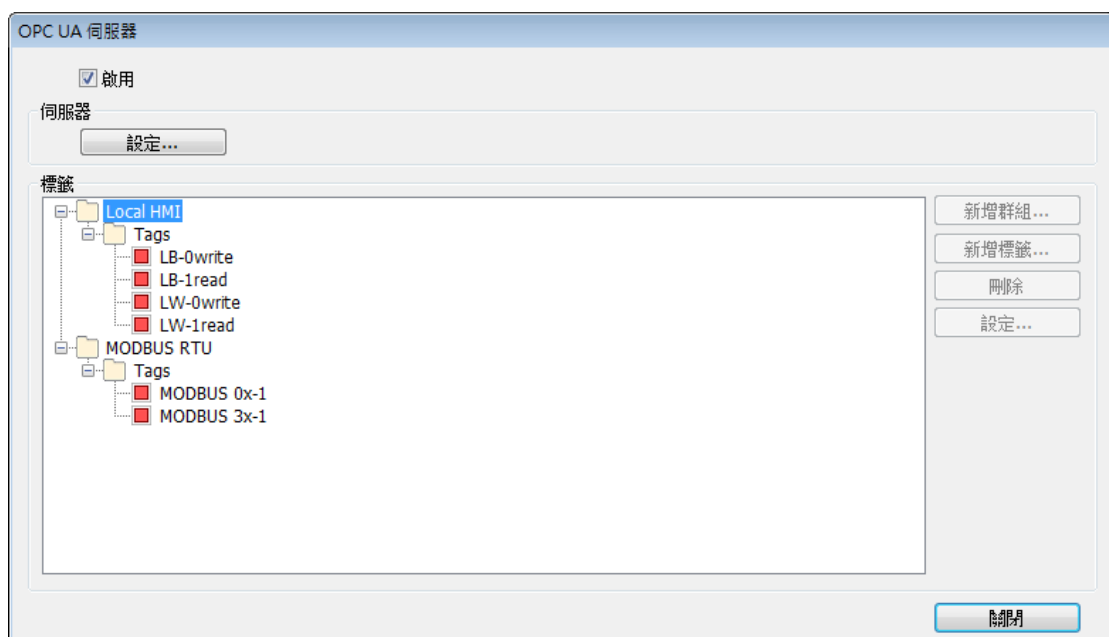 OPC UA 伺服器
啟用
伺服器
設定...
標籤
Local HMI
Tags
LB-0write
LB-1read
LW-0write
LW-1read
MODBUS RTU
Tags
MODBUS 0x-1
MODBUS 3x-1
新增群組...
新增標籤...
刪除
設定...
關閉